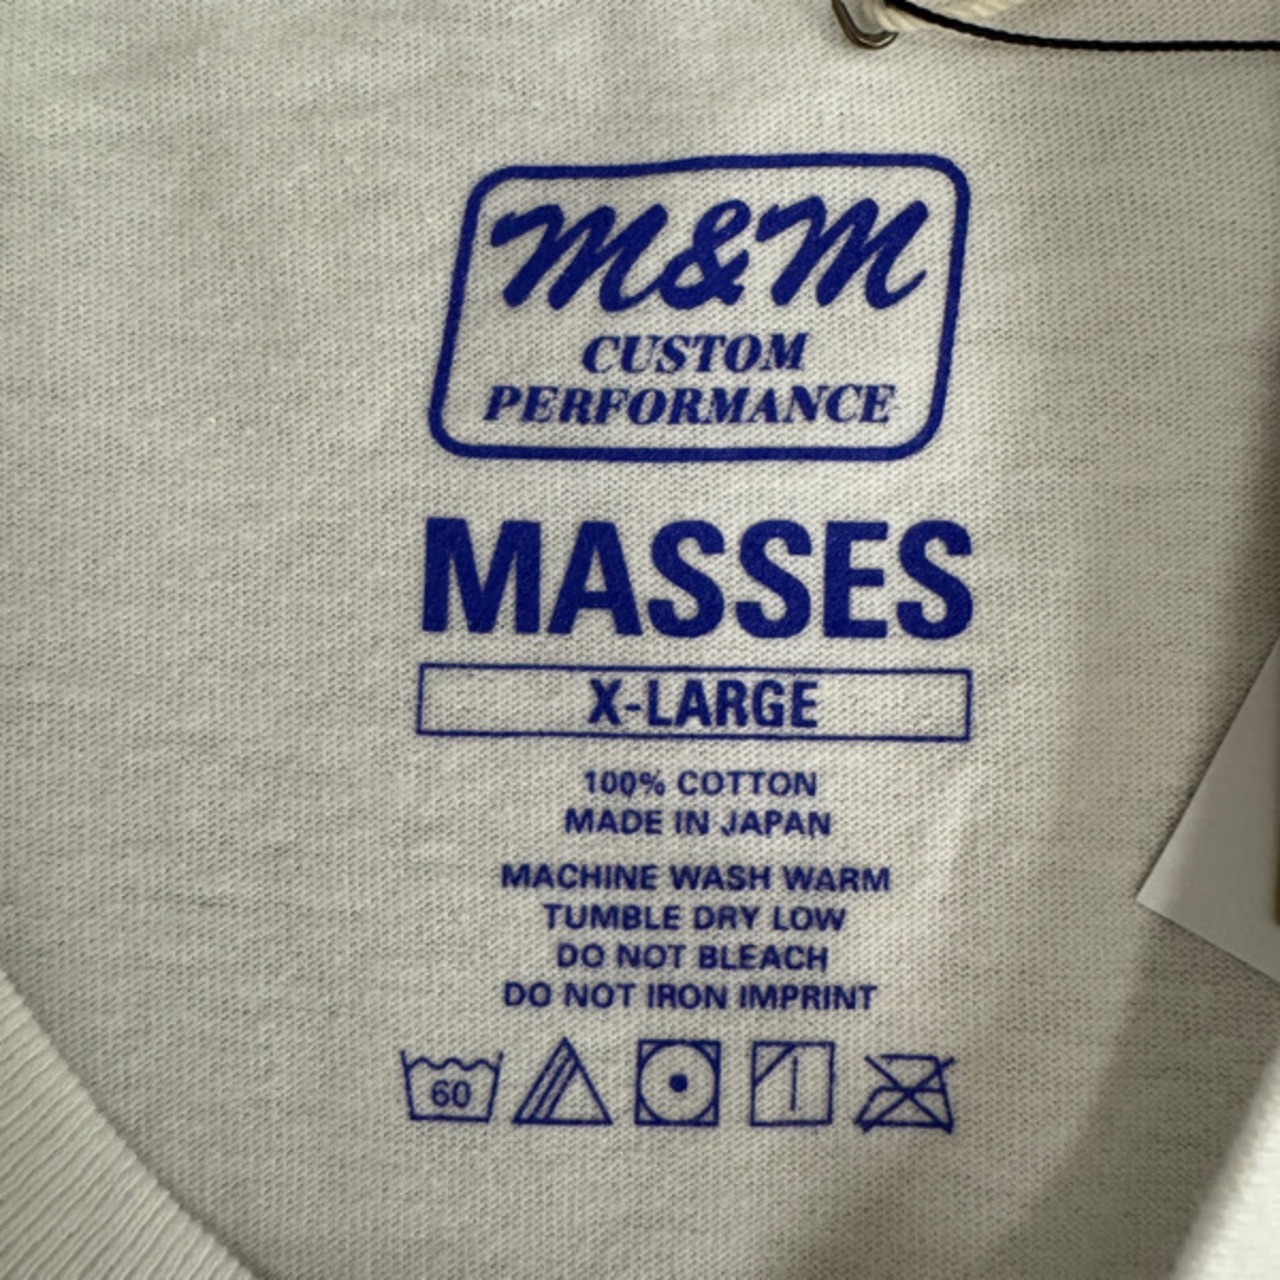 M&M
CUSTOM
PERFORMANCE
MASSES
X-LARGE
100% COTTON
MADE IN JAPAN
MACHINE WASH WARM
TUMBLE DRY LOW
DO NOT BLEACH
DO NOT IRON IMPRINT
60